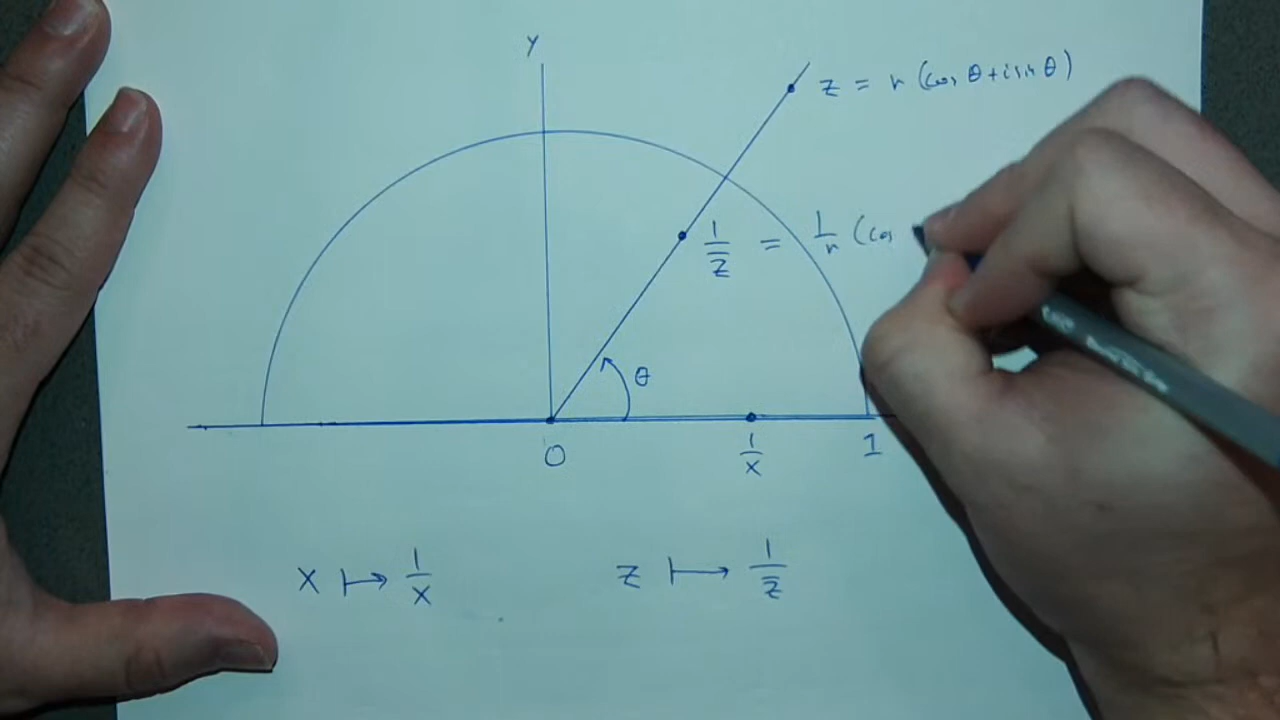 y
z = r (cos θ + i sin θ)
1/z̅ = 1/r (cos
θ
0
1/x
1
x ↦ 1/x
z ↦ 1/z̅